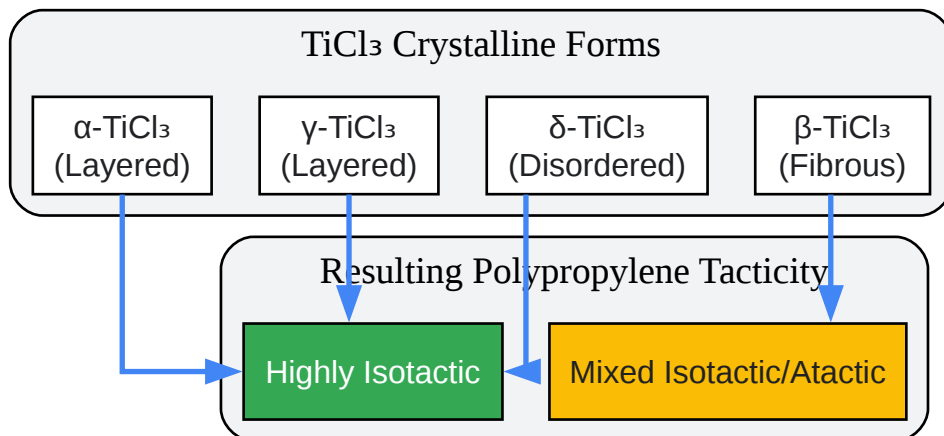 TiCl₃ Crystalline Forms
α-TiCl₃
(Layered)
γ-TiCl₃
(Layered)
δ-TiCl₃
(Disordered)
β-TiCl₃
(Fibrous)
Resulting Polypropylene Tacticity
Highly Isotactic
Mixed Isotactic/Atactic